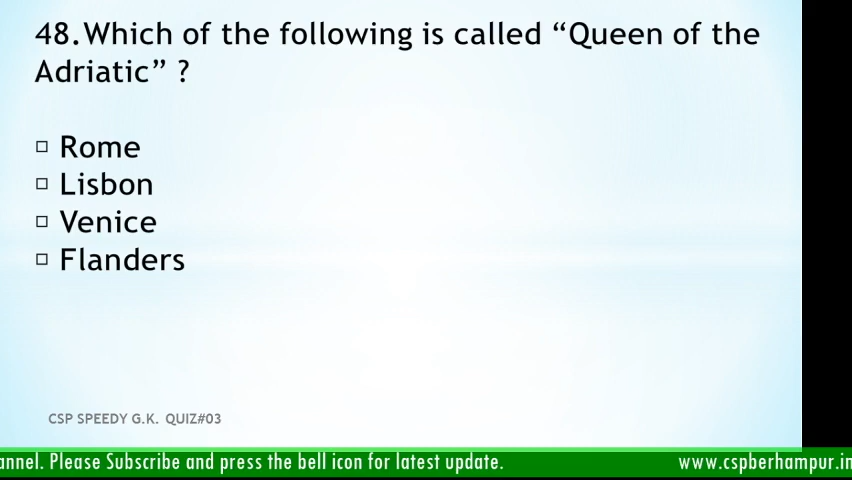 48.Which of the following is called “Queen of the
Adriatic” ?
□ Rome
□ Lisbon
□ Venice
□ Flanders
CSP SPEEDY G.K. QUIZ#03
annel. Please Subscribe and press the bell icon for latest update. www.cspberhampur.in